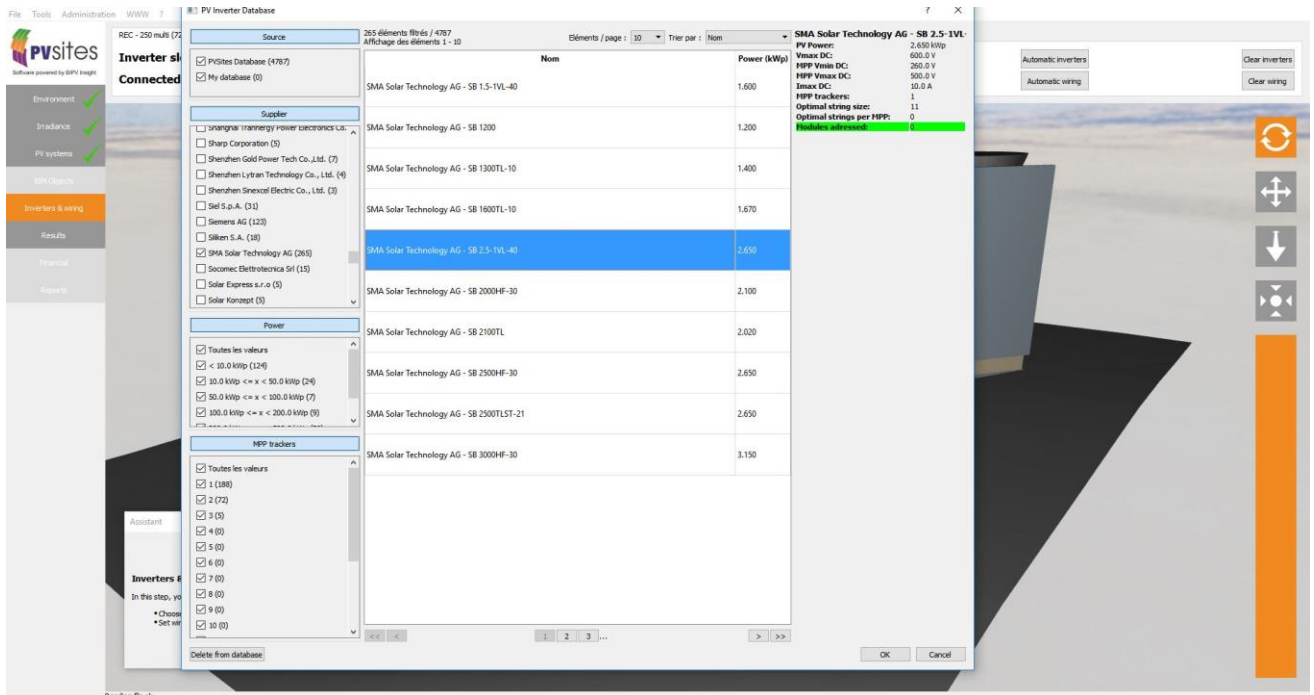 File Tools Administration WWW ?
PV Inverter Database
? X
PVsites
Software powered by BIPV Insight
REC - 250 multi (72
Inverter sl
Connected
Automatic inverters
Automatic wiring
Clear inverters
Clear wiring
Environment
Irradiance
PV systems
BIM Objects
Inverters & wiring
Results
Financial
Reports
Source
PVSites Database (4787)
My database (0)
Supplier
Shanghai Trannergy Power Electronics Co.
Sharp Corporation (5)
Shenzhen Gold Power Tech Co.,Ltd. (7)
Shenzhen Lytran Technology Co., Ltd. (4)
Shenzhen Sinexcel Electric Co., Ltd. (3)
Siel S.p.A. (31)
Siemens AG (123)
Siliken S.A. (18)
SMA Solar Technology AG (265)
Socomec Elettrotecnica Srl (15)
Solar Express s.r.o (5)
Solar Konzept (5)
Power
Toutes les valeurs
< 10.0 kWp (124)
10.0 kWp <= x < 50.0 kWp (24)
50.0 kWp <= x < 100.0 kWp (7)
100.0 kWp <= x < 200.0 kWp (9)
MPP trackers
Toutes les valeurs
1 (188)
2 (72)
3 (5)
4 (0)
5 (0)
6 (0)
7 (0)
8 (0)
9 (0)
10 (0)
Delete from database
265 éléments filtrés / 4787
Affichage des éléments 1 - 10
Eléments / page : 10 Trier par : Nom
Nom Power (kWp)
SMA Solar Technology AG - SB 1.5-1VL-40 1.600
SMA Solar Technology AG - SB 1200 1.200
SMA Solar Technology AG - SB 1300TL-10 1.400
SMA Solar Technology AG - SB 1600TL-10 1.670
SMA Solar Technology AG - SB 2.5-1VL-40 2.650
SMA Solar Technology AG - SB 2000HF-30 2.100
SMA Solar Technology AG - SB 2100TL 2.020
SMA Solar Technology AG - SB 2500HF-30 2.650
SMA Solar Technology AG - SB 2500TLST-21 2.650
SMA Solar Technology AG - SB 3000HF-30 3.150
<< < 1 2 3 ... > >>
SMA Solar Technology AG - SB 2.5-1VL-
PV Power: 2.650 kWp
Vmax DC: 600.0 V
MPP Vmin DC: 260.0 V
MPP Vmax DC: 500.0 V
Imax DC: 10.0 A
MPP trackers: 1
Optimal string size: 11
Optimal strings per MPP: 0
Modules adressed: 0
OK Cancel
Assistant
Inverters &
In this step, yo
• Choose
• Set wir